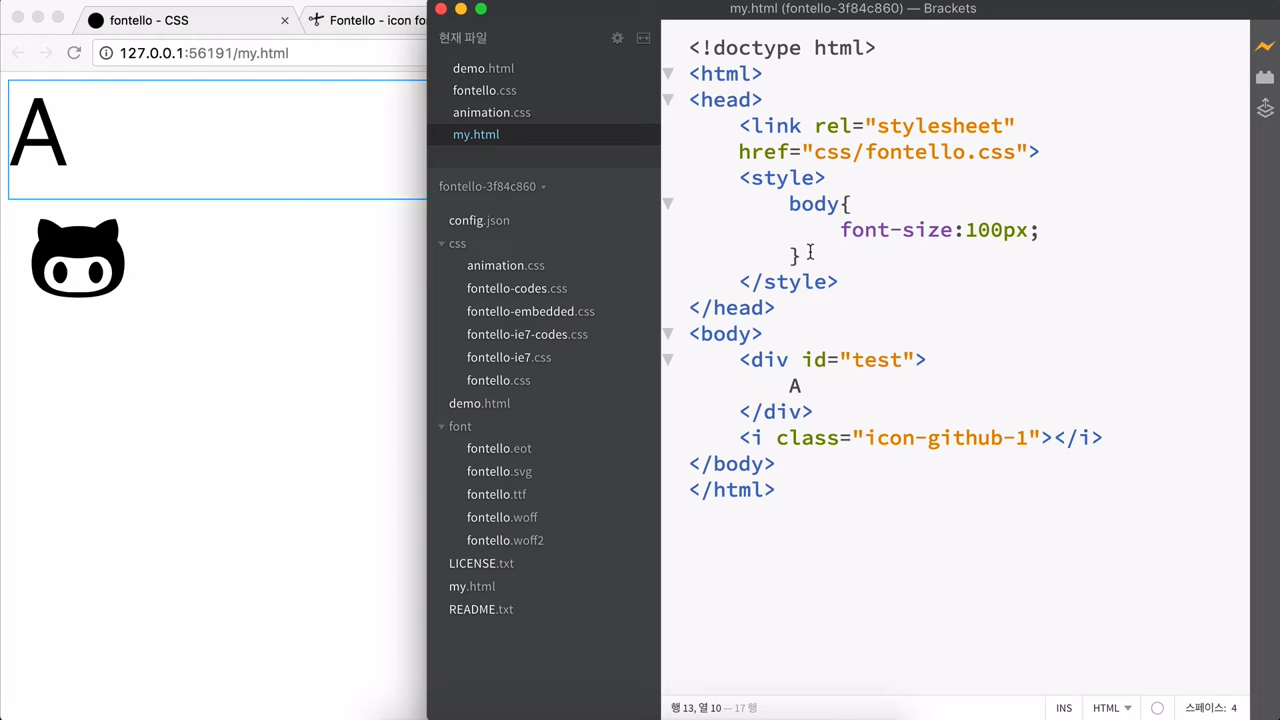 fontello - CSS
Fontello - icon fo
127.0.0.1:56191/my.html
A
my.html (fontello-3f84c860) — Brackets
현재 파일
demo.html
fontello.css
animation.css
my.html
fontello-3f84c860
config.json
css
animation.css
fontello-codes.css
fontello-embedded.css
fontello-ie7-codes.css
fontello-ie7.css
fontello.css
demo.html
font
fontello.eot
fontello.svg
fontello.ttf
fontello.woff
fontello.woff2
LICENSE.txt
my.html
README.txt
<!doctype html>
<html>
<head>
<link rel="stylesheet"
href="css/fontello.css">
<style>
body{
font-size:100px;
}
</style>
</head>
<body>
<div id="test">
A
</div>
<i class="icon-github-1"></i>
</body>
</html>
행 13, 열 10 — 17 행
INS
HTML
스페이스: 4